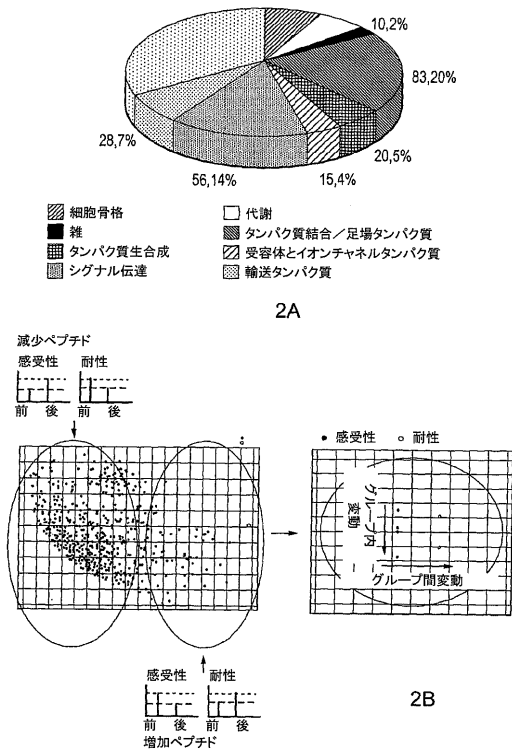 10,2%
83,20%
20,5%
15,4%
56,14%
28,7%
細胞骨格
代謝
雑
タンパク質結合／足場タンパク質
タンパク質生合成
受容体とイオンチャネルタンパク質
シグナル伝達
輸送タンパク質
2A
減少ペプチド
感受性 耐性
前 後 前 後
• 感受性 ○ 耐性
グループ内
変動
グループ間変動
感受性 耐性
前 後 前 後
増加ペプチド
2B